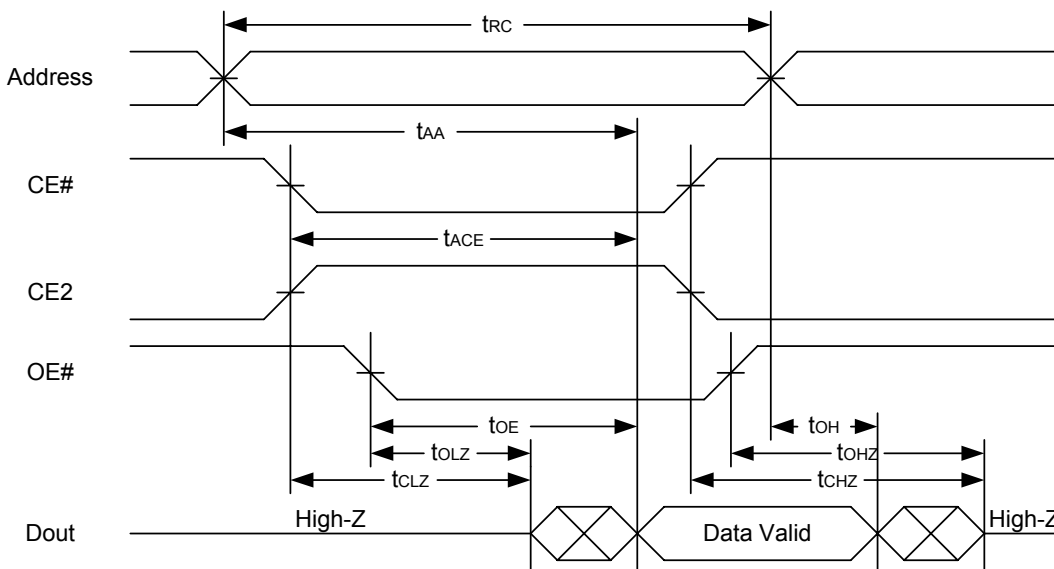 tRC
Address
tAA
CE#
tACE
CE2
OE#
tOE
tOH
tOLZ
tOHZ
tCLZ
tCHZ
High-Z
Data Valid
High-Z
Dout